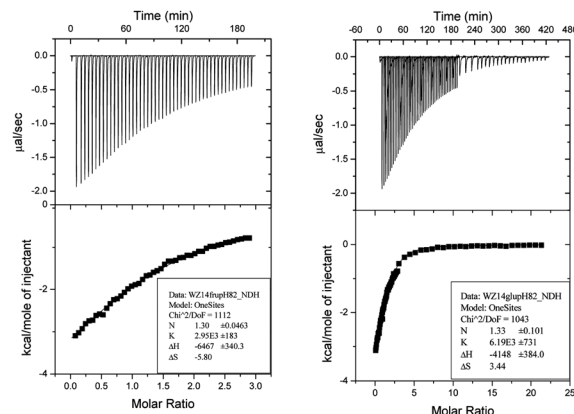 Time (min)
0 60 120 180
0.0
-0.5
-1.0
-1.5
-2.0
µal/sec
0
-2
-4
kcal/mole of injectant
Data: WZ14frupH82_NDH
Model: OneSites
Chi^2/DoF = 1112
N 1.30 ±0.0463
K 2.95E3 ±183
ΔH -6467 ±340.3
ΔS -5.80
0.0 0.5 1.0 1.5 2.0 2.5 3.0
Molar Ratio
Time (min)
-60 0 60 120 180 240 300 360 420 480
0.0
-0.5
-1.0
-1.5
-2.0
µal/sec
0
-2
-4
kcal/mole of injectant
Data: WZ14glupH82_NDH
Model: OneSites
Chi^2/DoF = 1043
N 1.33 ±0.101
K 6.19E3 ±731
ΔH -4148 ±384.0
ΔS 3.44
0 5 10 15 20 25
Molar Ratio